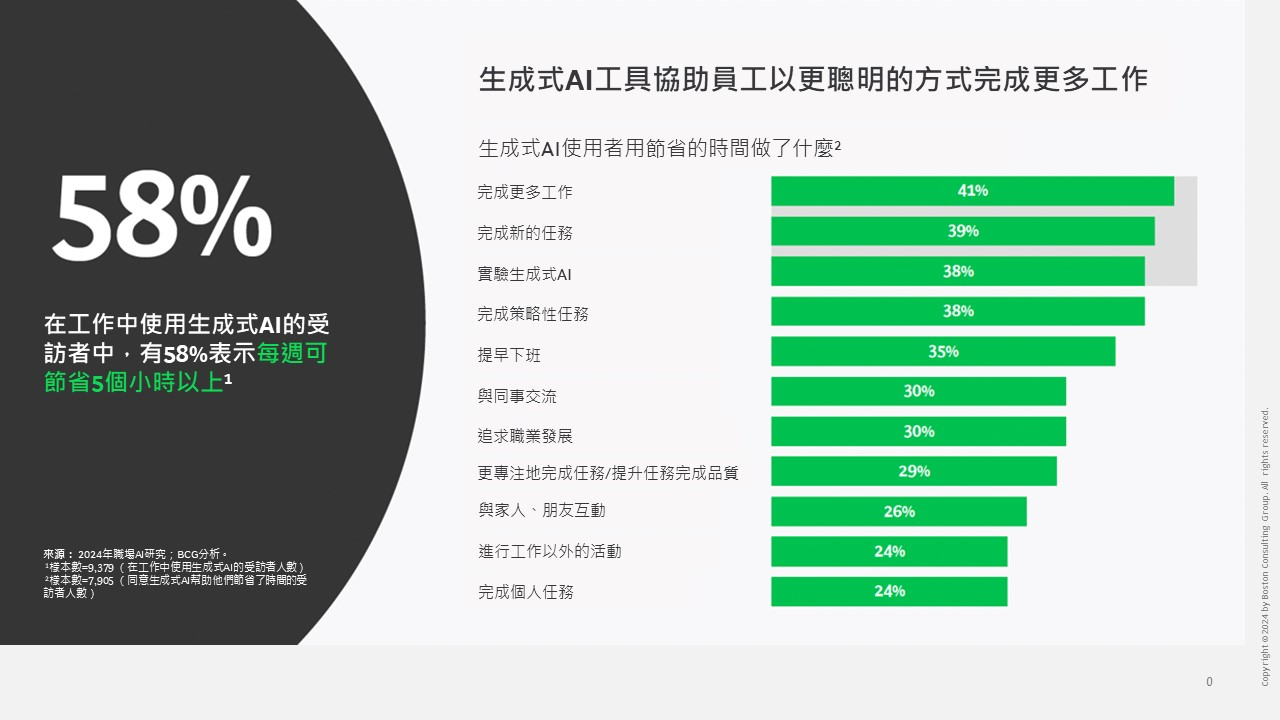 58%
在工作中使用生成式AI的受
訪者中，有58%表示每週可
節省5個小時以上¹
來源： 2024年職場AI研究；BCG分析。
¹樣本數=9,379（在工作中使用生成式AI的受訪者人數）
²樣本數=7,905（同意生成式AI幫助他們節省了時間的受
訪者人數）
生成式AI工具協助員工以更聰明的方式完成更多工作
生成式AI使用者用節省的時間做了什麼²
完成更多工作 41%
完成新的任務 39%
實驗生成式AI 38%
完成策略性任務 38%
提早下班 35%
與同事交流 30%
追求職業發展 30%
更專注地完成任務/提升任務完成品質 29%
與家人、朋友互動 26%
進行工作以外的活動 24%
完成個人任務 24%
0
Copyright © 2024 by Boston Consulting Group. All rights reserved.